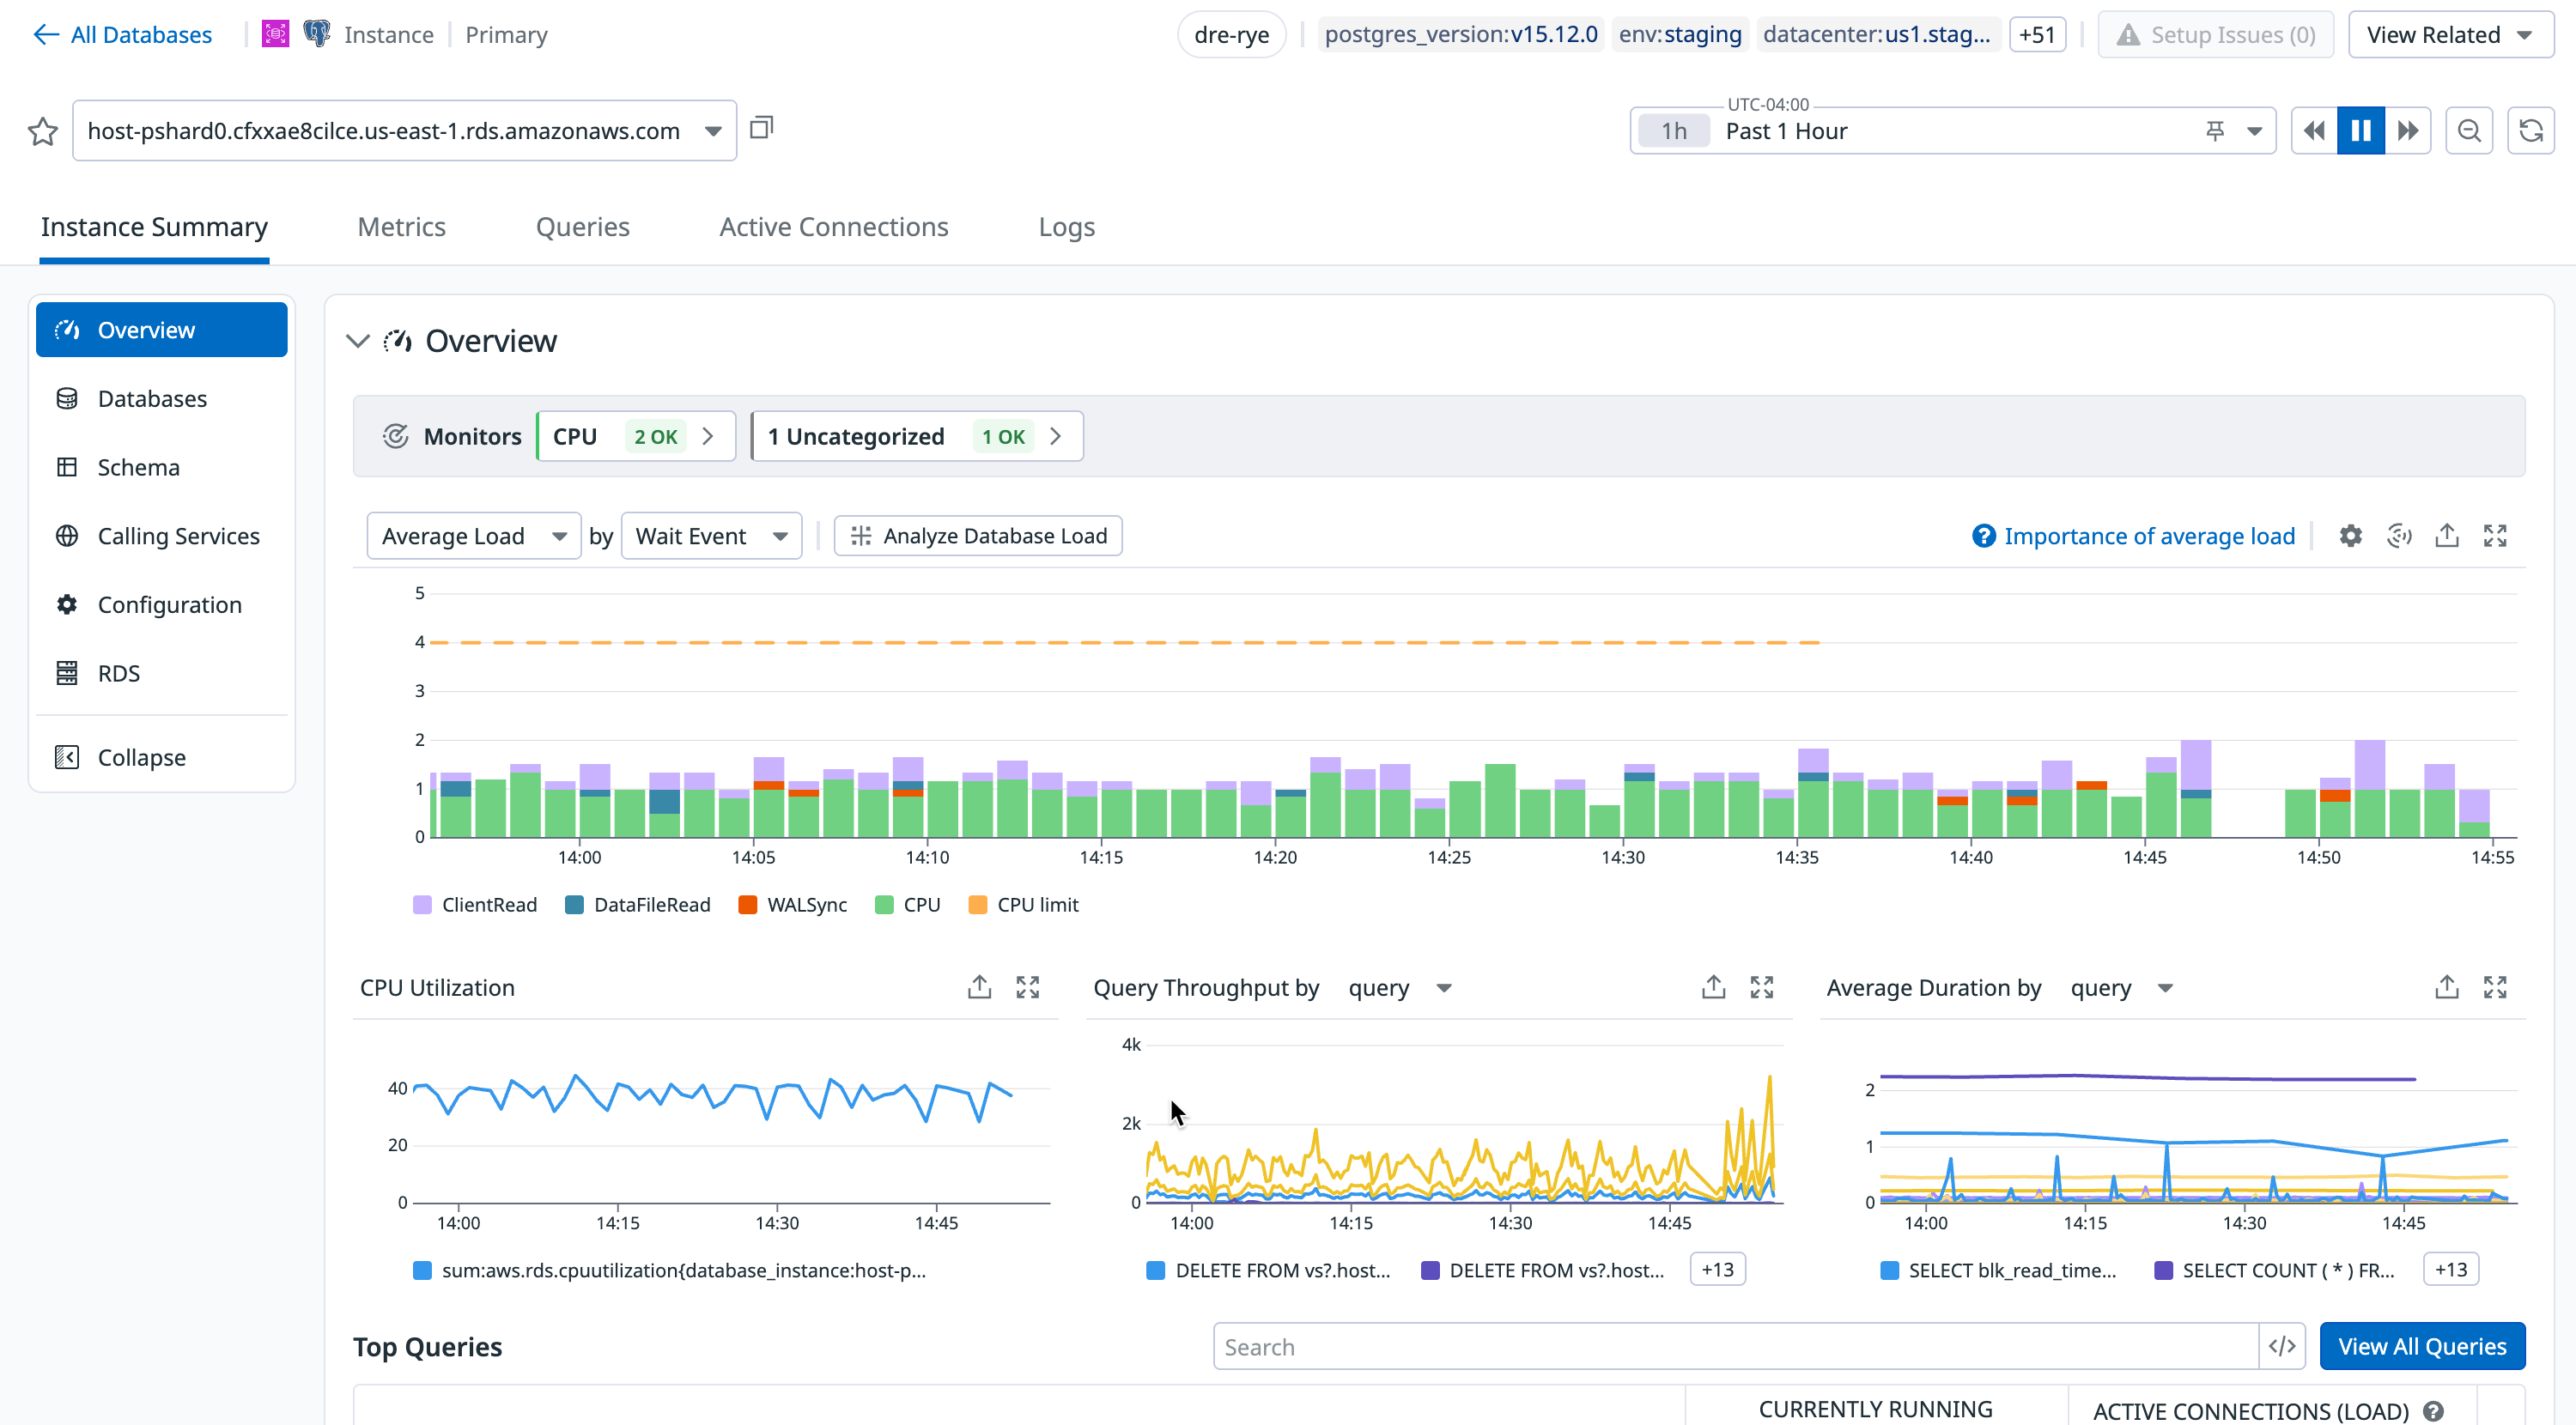 All Databases Instance Primary dre-rye postgres_version:v15.12.0 env:staging datacenter:us1.stag... +51 Setup Issues (0) View Related
host-pshard0.cfxxae8cilce.us-east-1.rds.amazonaws.com UTC-04:00 1h Past 1 Hour
Instance Summary Metrics Queries Active Connections Logs
Overview
Databases
Schema
Calling Services
Configuration
RDS
Collapse
Overview
Monitors CPU 2 OK 1 Uncategorized 1 OK
Average Load by Wait Event Analyze Database Load Importance of average load
5
4
3
2
1
0
14:00 14:05 14:10 14:15 14:20 14:25 14:30 14:35 14:40 14:45 14:50 14:55
ClientRead DataFileRead WALSync CPU CPU limit
CPU Utilization
40
20
0
14:00 14:15 14:30 14:45
sum:aws.rds.cpuutilization{database_instance:host-p...
Query Throughput by query
4k
2k
0
14:00 14:15 14:30 14:45
DELETE FROM vs?.host... DELETE FROM vs?.host... +13
Average Duration by query
2
1
0
14:00 14:15 14:30 14:45
SELECT blk_read_time... SELECT COUNT ( * ) FR... +13
Top Queries Search </> View All Queries
CURRENTLY RUNNING ACTIVE CONNECTIONS (LOAD)